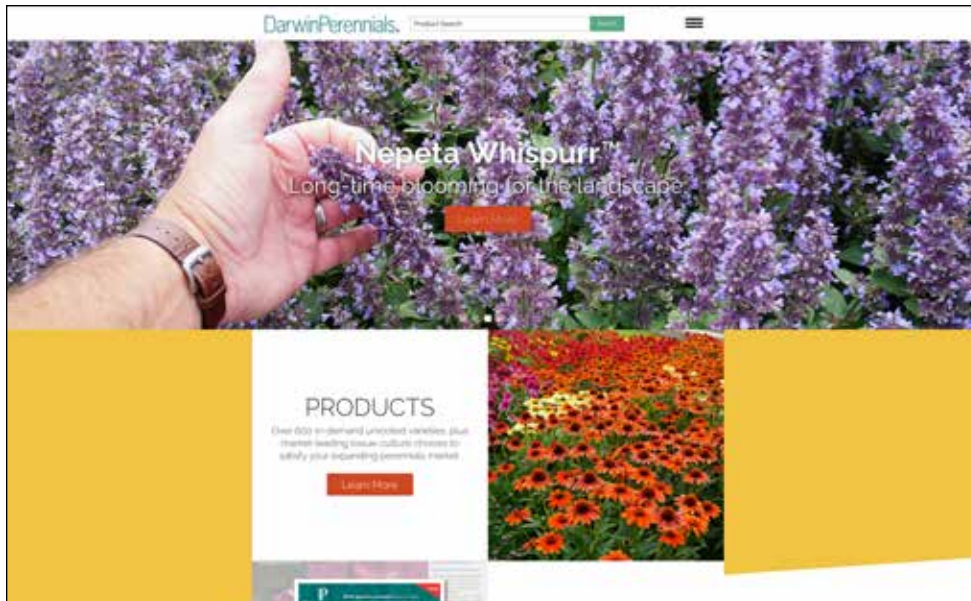 DarwinPerennials.
Product Search
Search
Nepeta Whispurr™
Long-time blooming for the landscape.
Learn More
PRODUCTS
Over 600 in-demand unrooted varieties, plus
market-leading tissue culture choices to
satisfy your expanding perennials market
Learn More
P